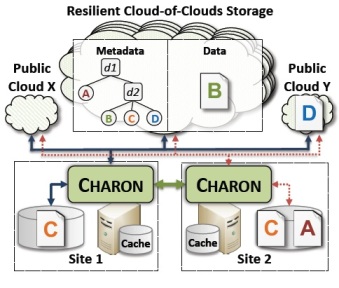 Resilient Cloud-of-Clouds Storage
Public
Cloud X
Metadata
d1
A
d2
B
C
D
Data
B
Public
Cloud Y
D
CHARON
CHARON
C
Cache
Cache
C
A
Site 1
Site 2